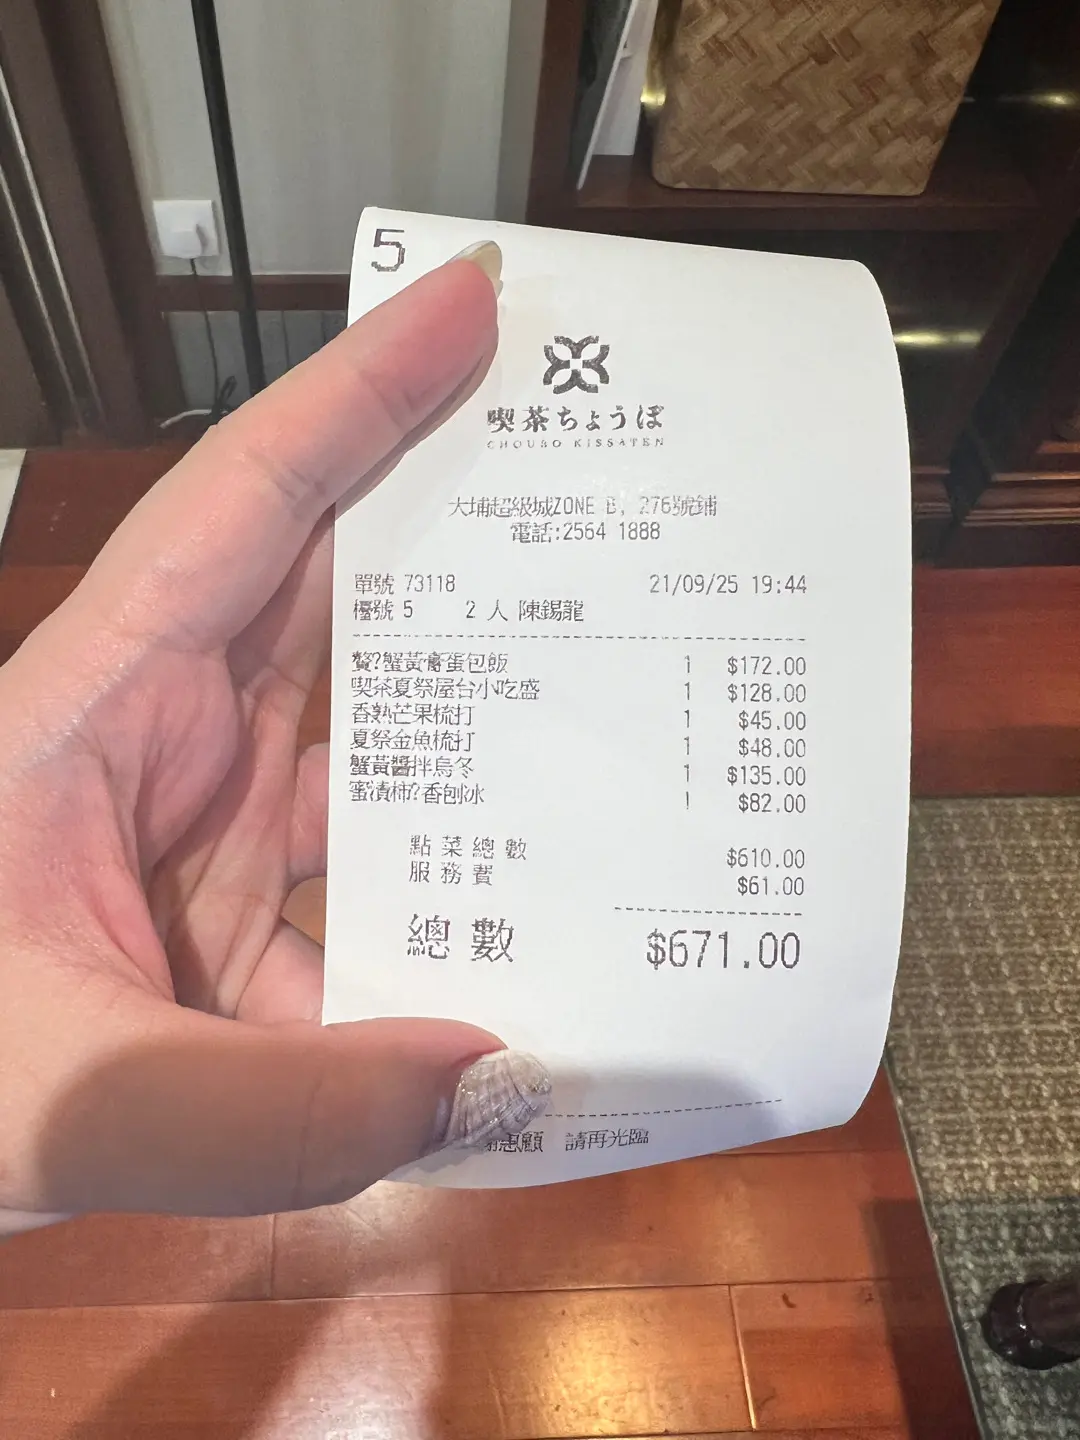 5
喫茶ちょうぼ
CHOUBO KISSATEN
大埔超級城ZONE B, 276號鋪
電話:2564 1888
單號 73118 21/09/25 19:44
檯號 5 2 人 陳錫龍
贅?蟹黃膏蛋包飯 1 $172.00
喫茶夏祭屋台小吃盛 1 $128.00
香熟芒果梳打 1 $45.00
夏祭金魚梳打 1 $48.00
蟹黃醬拌烏冬 1 $135.00
蜜漬柿?香刨冰 1 $82.00
點菜總數 $610.00
服務費 $61.00
總數 $671.00
惠顧 請再光臨